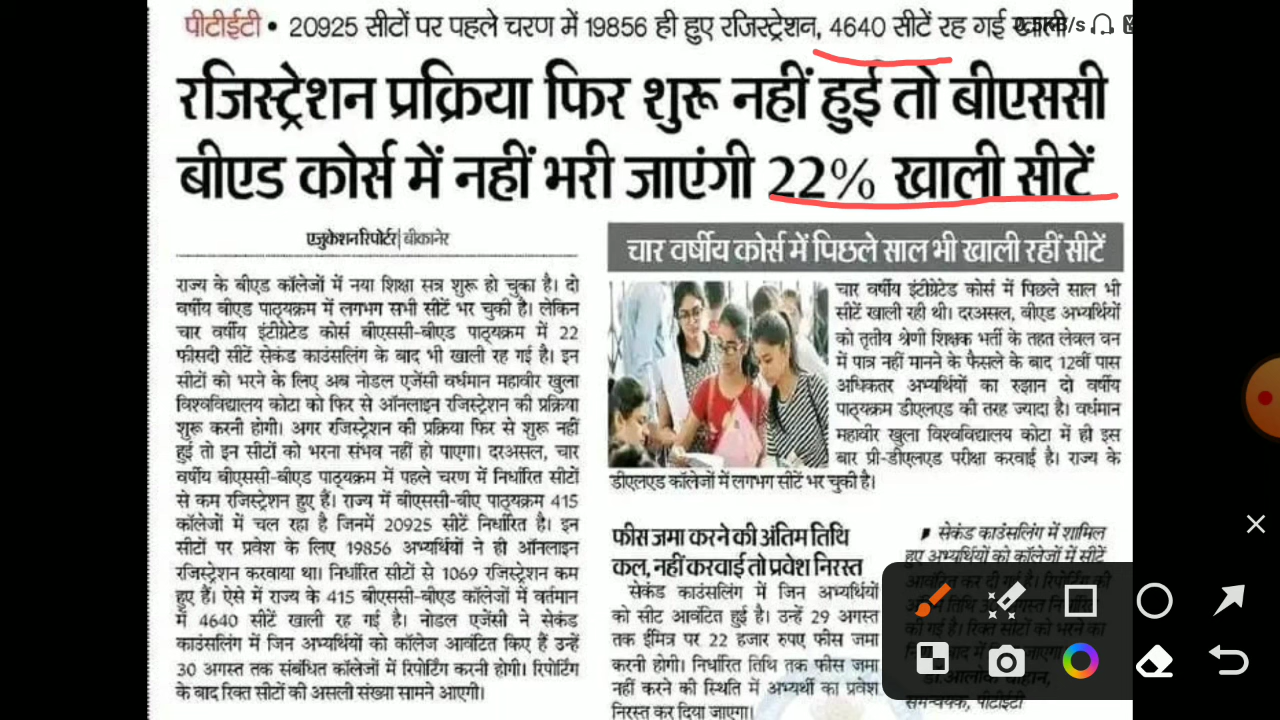 पीटीईटी • 20925 सीटों पर पहले चरण में 19856 ही हुए रजिस्ट्रेशन, 4640 सीटें रह गई खाली
रजिस्ट्रेशन प्रक्रिया फिर शुरू नहीं हुई तो बीएससी
बीएड कोर्स में नहीं भरी जाएंगी 22% खाली सीटें
एजुकेशन रिपोर्टर| बीकानेर
राज्य के बीएड कॉलेजों में नया शिक्षा सत्र शुरू हो चुका है। दो
वर्षीय बीएड पाठ्यक्रम में लगभग सभी सीटें भर चुकी है। लेकिन
चार वर्षीय इंटीग्रेटेड कोर्स बीएससी-बीएड पाठ्यक्रम में 22
फीसदी सीटें सेकंड काउंसलिंग के बाद भी खाली रह गई है। इन
सीटों को भरने के लिए अब नोडल एजेंसी वर्धमान महावीर खुला
विश्वविद्यालय कोटा को फिर से ऑनलाइन रजिस्ट्रेशन की प्रक्रिया
शुरू करनी होगी। अगर रजिस्ट्रेशन की प्रक्रिया फिर से शुरू नहीं
हुई तो इन सीटों को भरना संभव नहीं हो पाएगा। दरअसल, चार
वर्षीय बीएससी-बीएड पाठ्यक्रम में पहले चरण में निर्धारित सीटों
से कम रजिस्ट्रेशन हुए हैं। राज्य में बीएससी-बीए पाठ्यक्रम 415
कॉलेजों में चल रहा है जिनमें 20925 सीटें निर्धारित है। इन
सीटों पर प्रवेश के लिए 19856 अभ्यर्थियों ने ही ऑनलाइन
रजिस्ट्रेशन करवाया था। निर्धारित सीटों से 1069 रजिस्ट्रेशन कम
हुए हैं। ऐसे में राज्य के 415 बीएससी-बीएड कॉलेजों में वर्तमान
में 4640 सीटें खाली रह गई है। नोडल एजेंसी ने सेकंड
काउंसलिंग में जिन अभ्यर्थियों को कॉलेज आवंटित किए हैं उन्हें
30 अगस्त तक संबंधित कॉलेजों में रिपोर्टिंग करनी होगी। रिपोर्टिंग
के बाद रिक्त सीटों की असली संख्या सामने आएगी।
चार वर्षीय कोर्स में पिछले साल भी खाली रहीं सीटें
चार वर्षीय इंटीग्रेटेड कोर्स में पिछले साल भी
सीटें खाली रही थी। दरअसल, बीएड अभ्यर्थियों
को तृतीय श्रेणी शिक्षक भर्ती के तहत लेवल वन
में पात्र नहीं मानने के फैसले के बाद 12वीं पास
अधिकतर अभ्यर्थियों का रुझान दो वर्षीय
पाठ्यक्रम डीएलएड की तरह ज्यादा है। वर्धमान
महावीर खुला विश्वविद्यालय कोटा में ही इस
बार प्री-डीएलएड परीक्षा करवाई है। राज्य के
डीएलएड कॉलेजों में लगभग सीटें भर चुकी है।
फीस जमा करने की अंतिम तिथि
कल, नहीं करवाई तो प्रवेश निरस्त
सेकंड काउंसलिंग में जिन अभ्यर्थियों
को सीट आवंटित हुई है। उन्हें 29 अगस्त
तक ईमित्र पर 22 हजार रुपए फीस जमा
करनी होगी। निर्धारित तिथि तक फीस जमा
नहीं करने की स्थिति में अभ्यर्थी का प्रवेश
निरस्त कर दिया जाएगा।
सेकंड काउंसलिंग में शामिल
हुए अभ्यर्थियों को कॉलेजों में सीटें
आवंटित कर दी गई है। रिपोर्टिंग की
समन्वयक, पीटीईटी